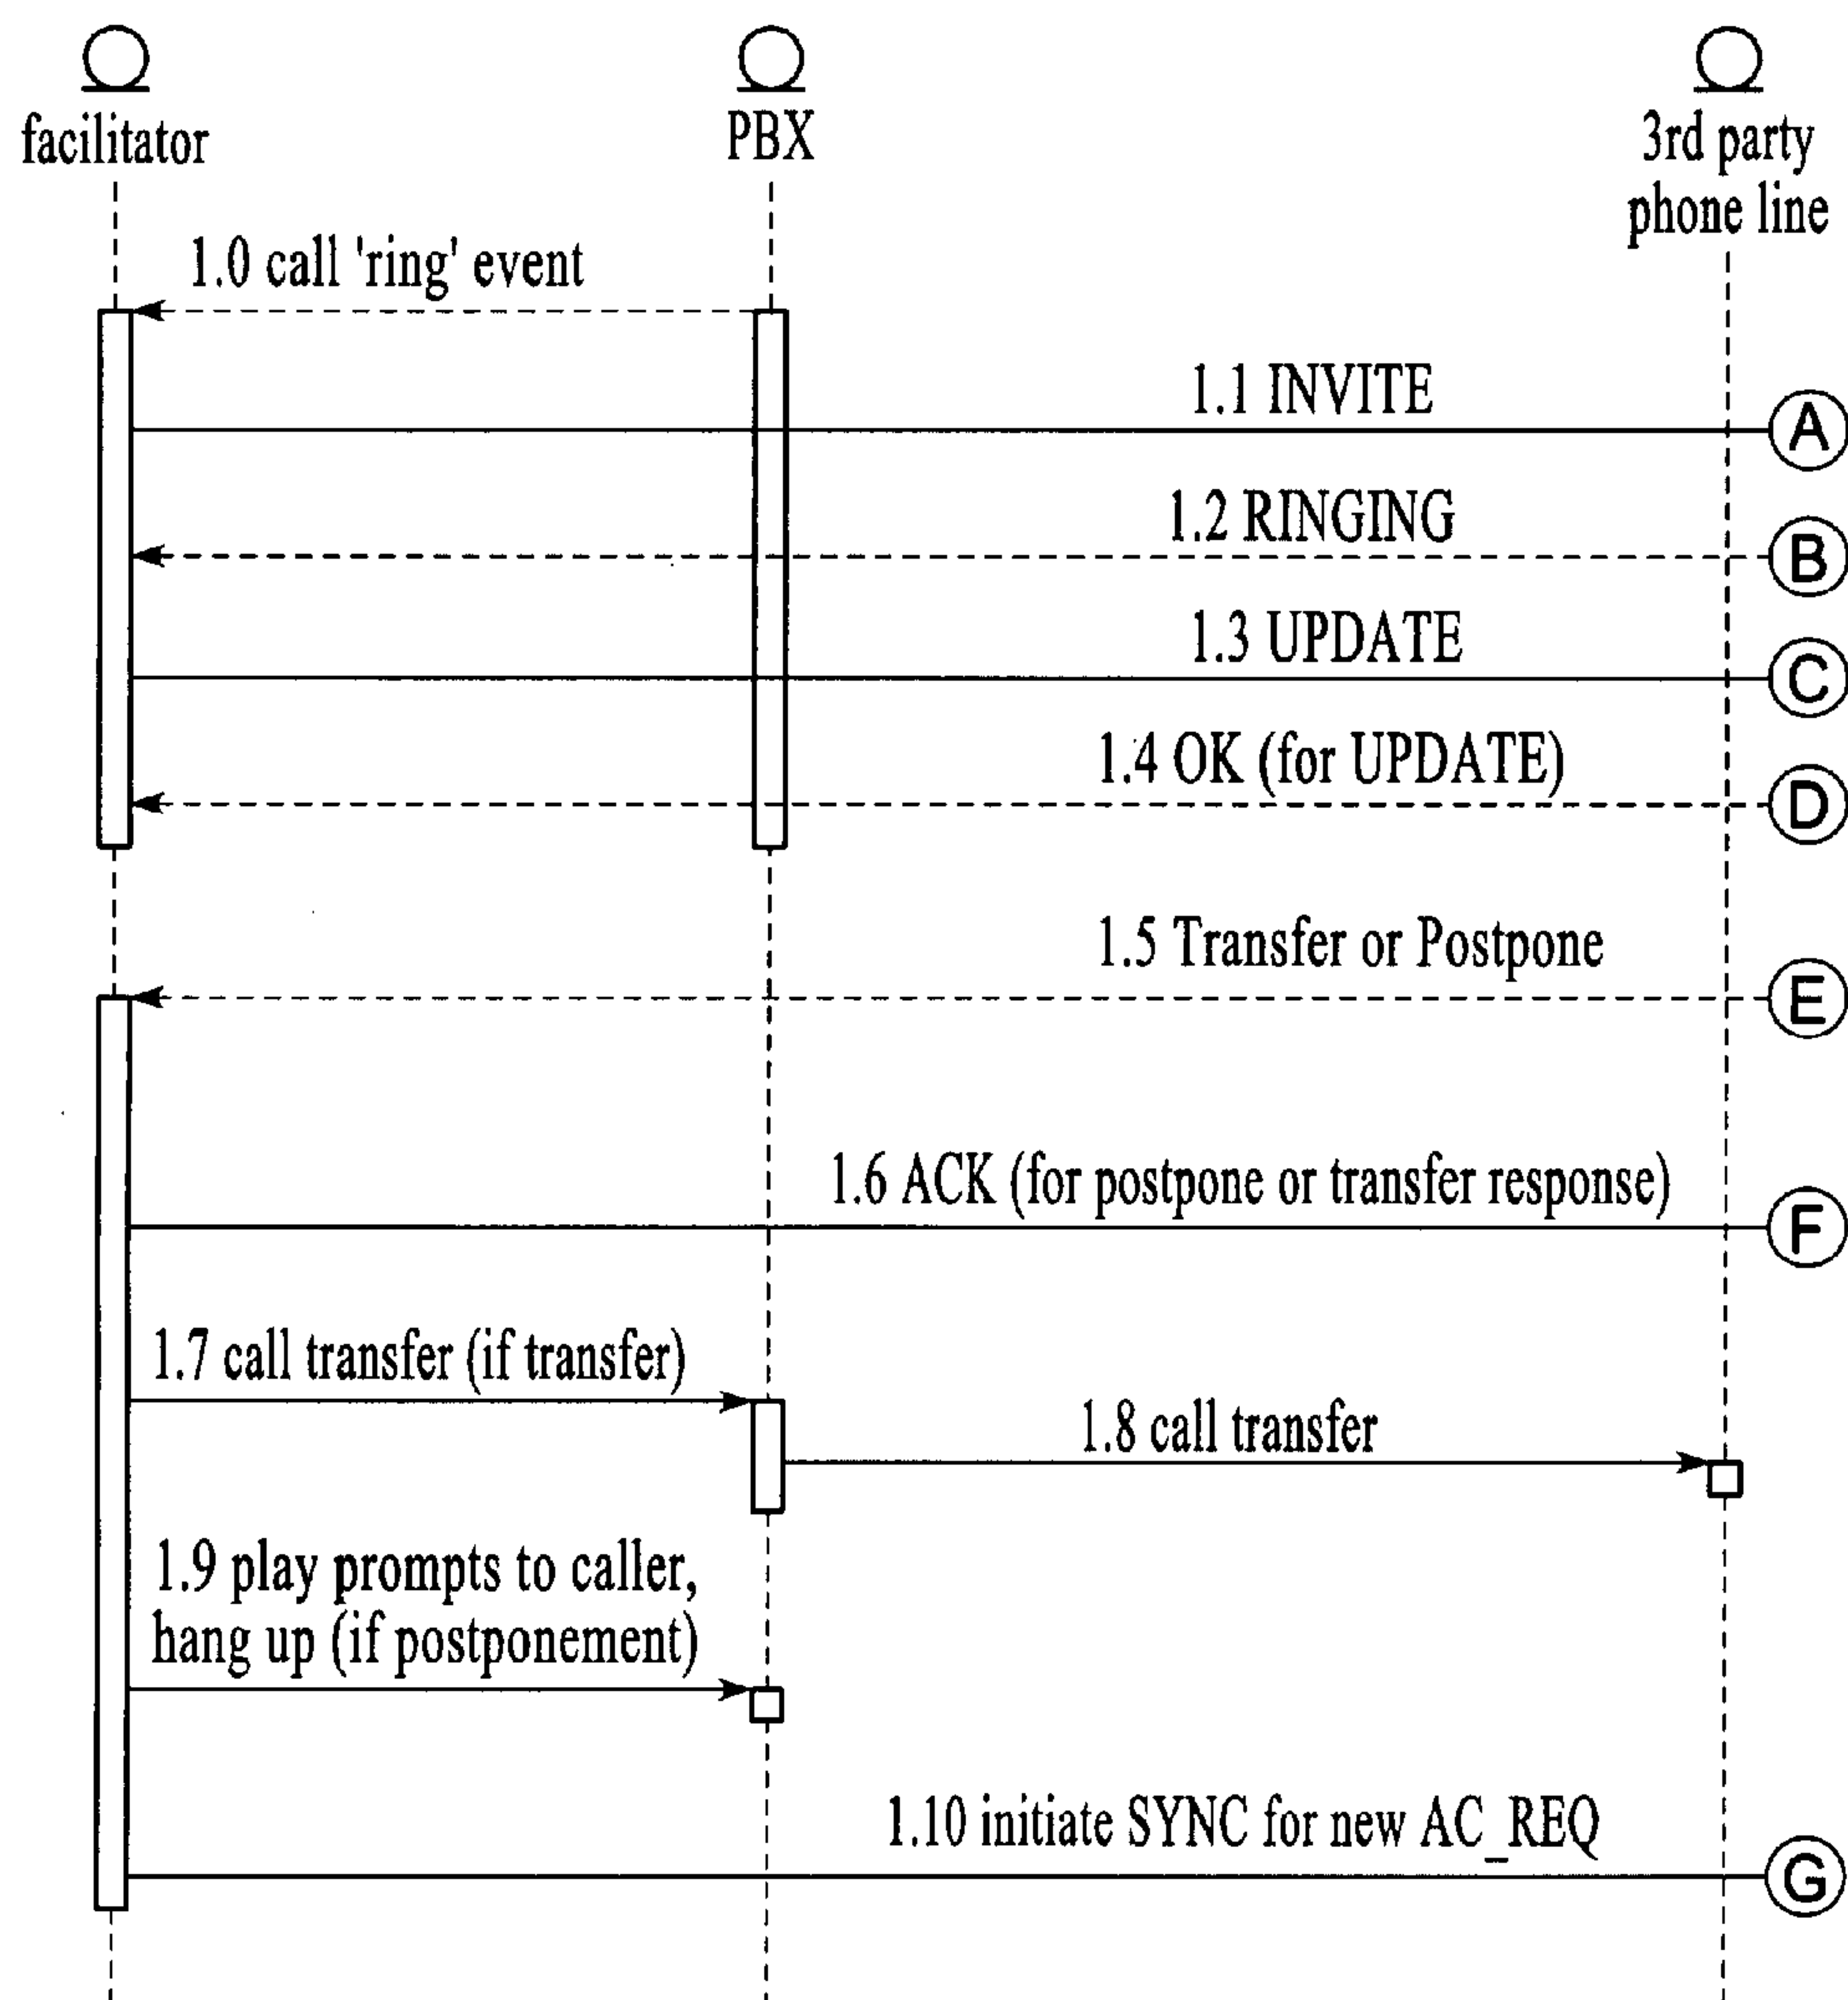 facilitator
PBX
3rd party
phone line
1.0 call 'ring' event
1.1 INVITE
A
1.2 RINGING
B
1.3 UPDATE
C
1.4 OK (for UPDATE)
D
1.5 Transfer or Postpone
E
1.6 ACK (for postpone or transfer response)
F
1.7 call transfer (if transfer)
1.8 call transfer
1.9 play prompts to caller,
hang up (if postponement)
1.10 initiate SYNC for new AC_REQ
G